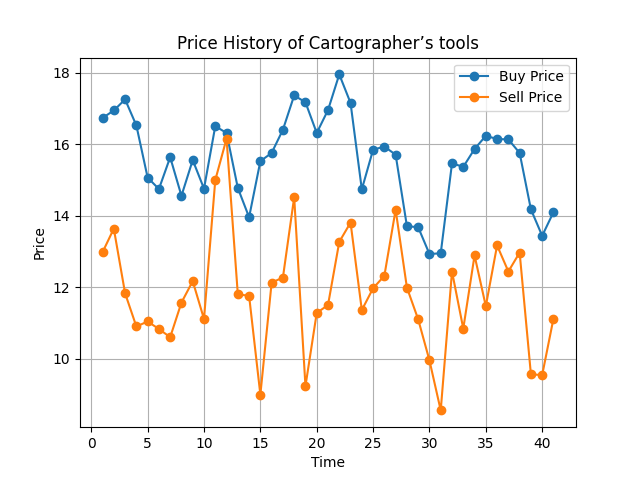 Price History of Cartographer’s tools
Buy Price
Sell Price
18
16
14
12
10
Price
0 5 10 15 20 25 30 35 40
Time